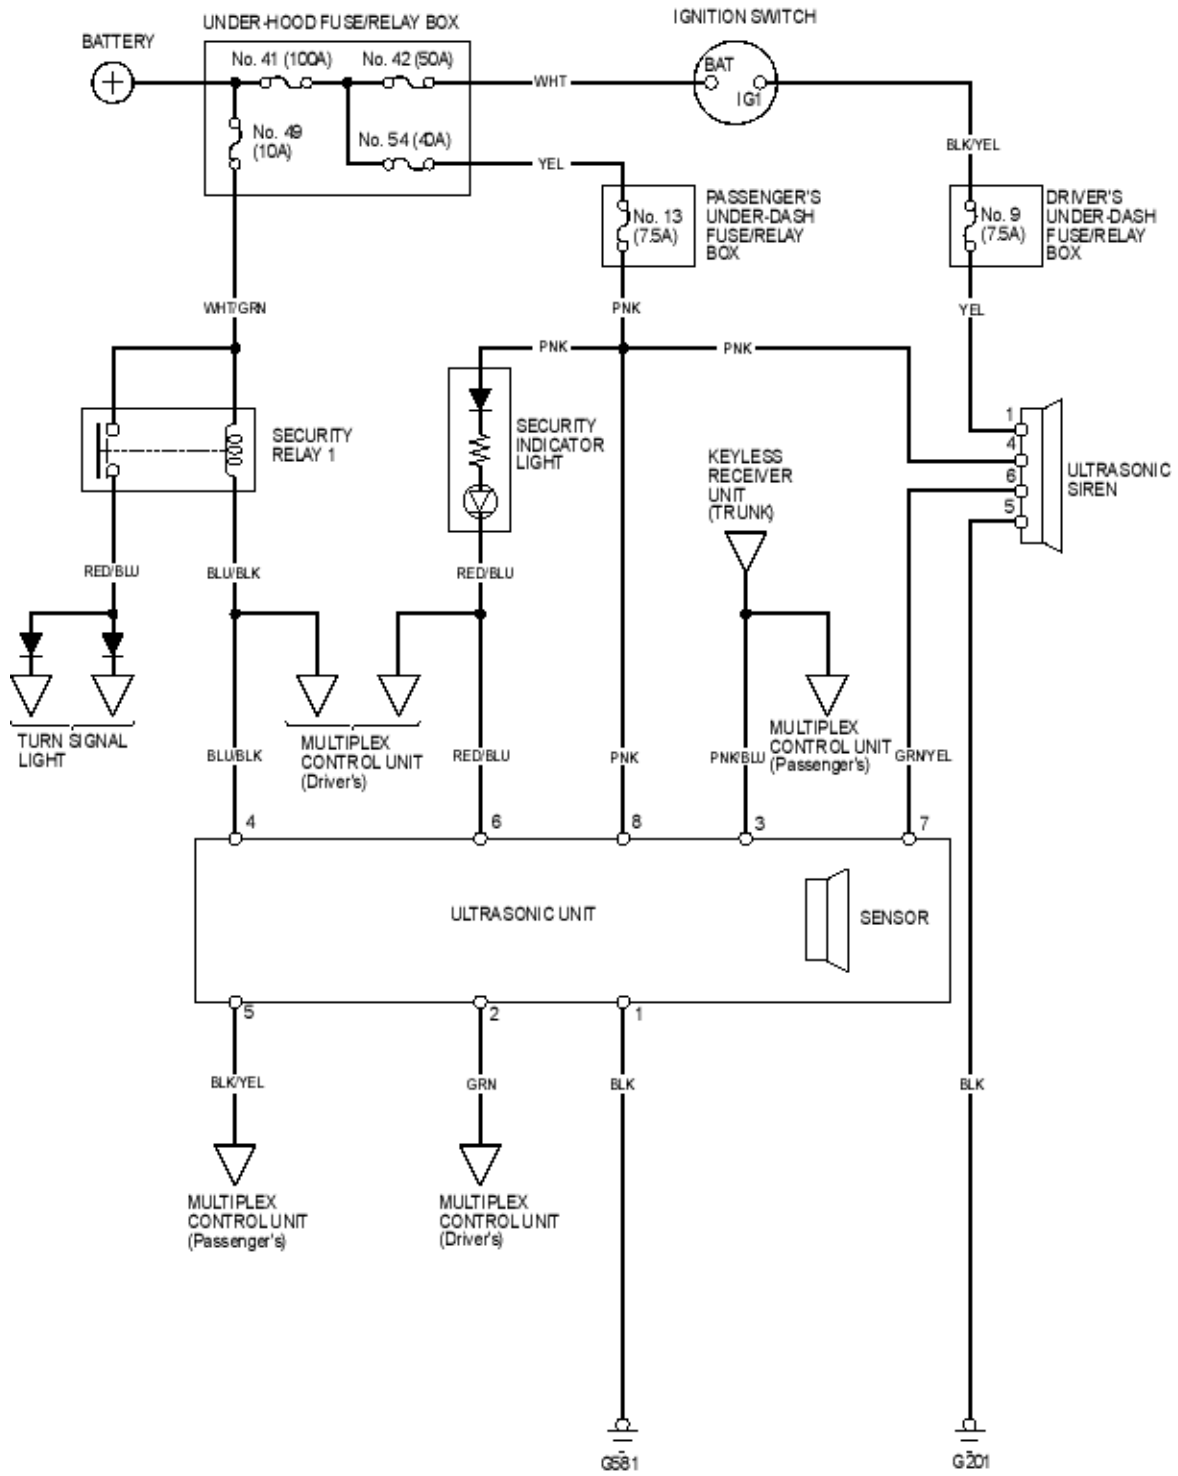 IGNITION SWITCH
UNDER-HOOD FUSE/RELAY BOX
BATTERY
No. 41 (100A)
No. 42 (50A)
BAT
WHT
IG1
No. 49
(10A)
No. 54 (40A)
BLK/YEL
YEL
PASSENGER'S
UNDER-DASH
FUSE/RELAY
BOX
No. 13
(7.5A)
DRIVER'S
UNDER-DASH
FUSE/RELAY
BOX
No. 9
(7.5A)
WHT/GRN
PNK
YEL
PNK
PNK
SECURITY
RELAY 1
SECURITY
INDICATOR
LIGHT
KEYLESS
RECEIVER
UNIT
(TRUNK)
1
4
6
5
ULTRASONIC
SIREN
RED/BLU
BLU/BLK
RED/BLU
TURN SIGNAL
LIGHT
MULTIPLEX
CONTROL UNIT
(Driver's)
MULTIPLEX
CONTROL UNIT
(Passenger's)
BLU/BLK
RED/BLU
PNK
PNK/BLU
GRN/YEL
4
6
8
3
7
ULTRASONIC UNIT
SENSOR
5
2
1
BLK/YEL
GRN
BLK
BLK
MULTIPLEX
CONTROL UNIT
(Passenger's)
MULTIPLEX
CONTROL UNIT
(Driver's)
G581
G201